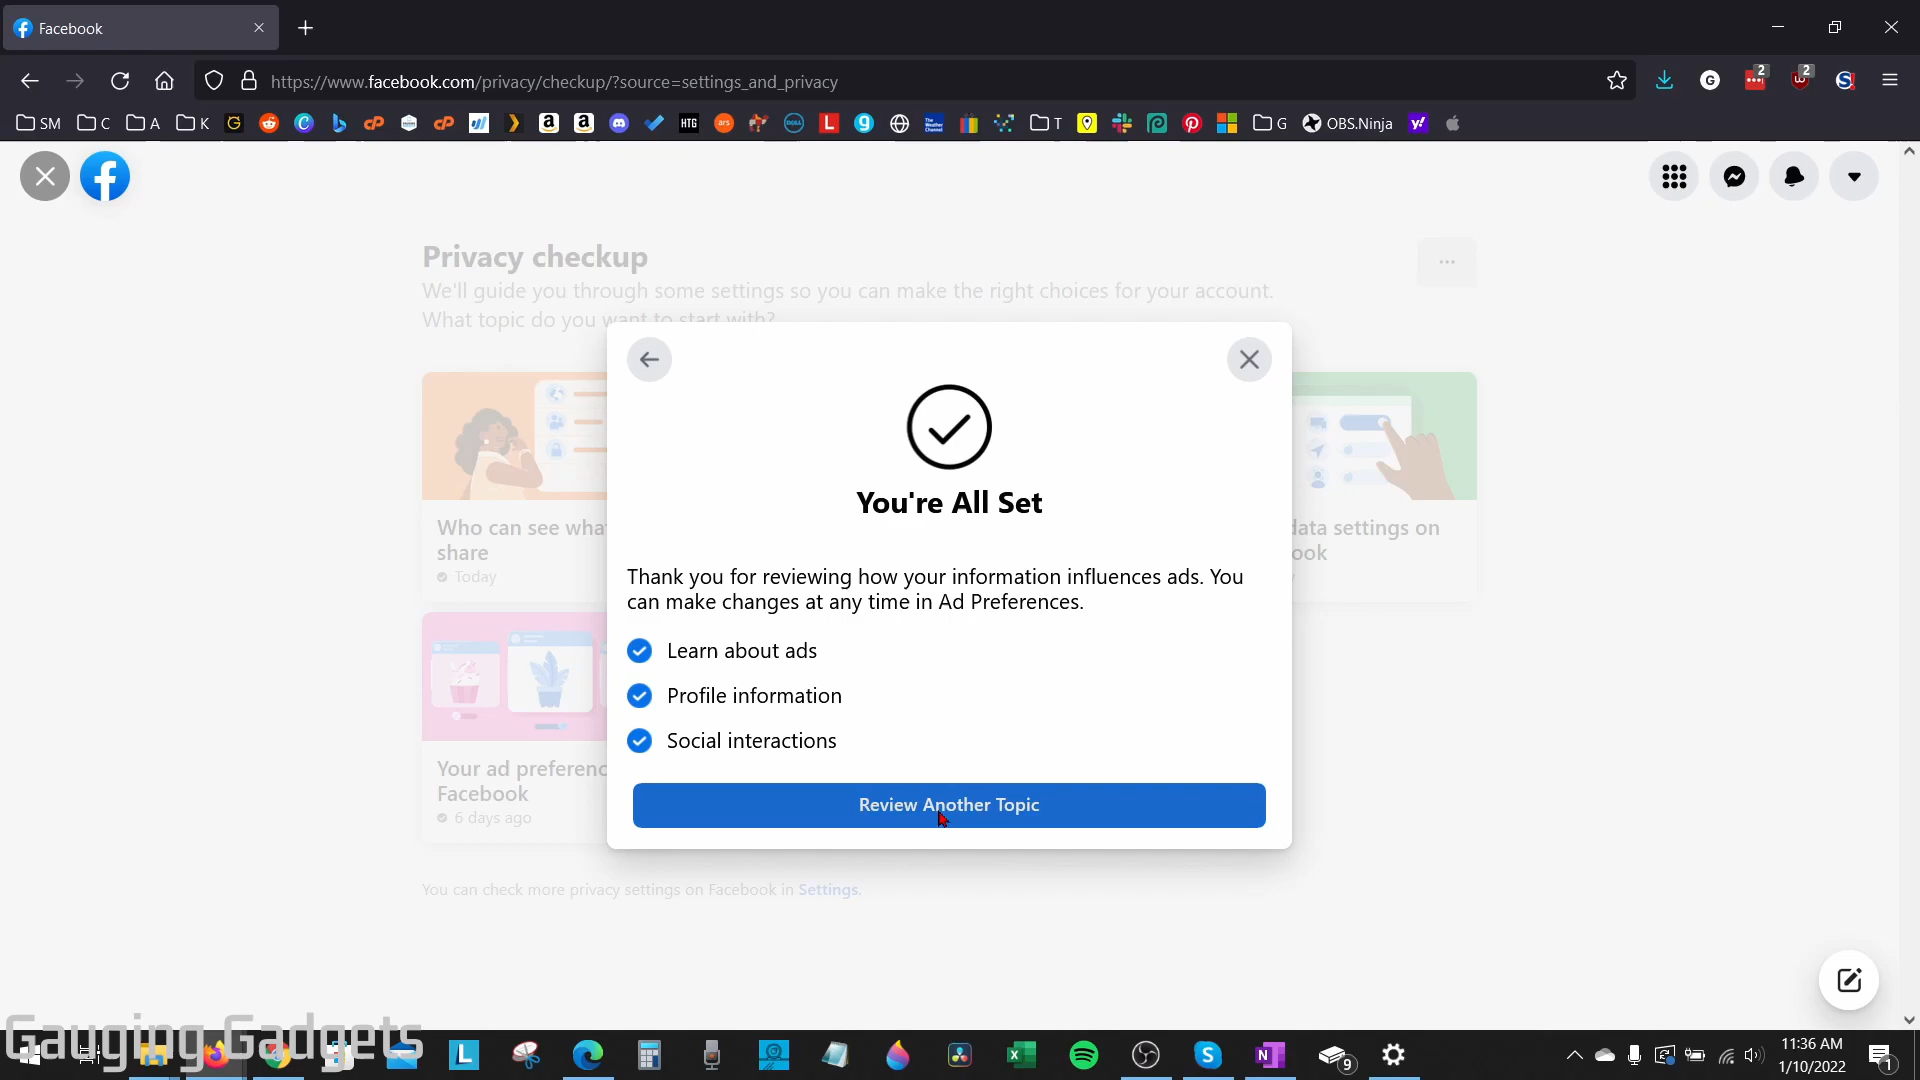 Facebook
https://www.facebook.com/privacy/checkup/?source=settings_and_privacy
2
2
SM
C
A
K
T
G
OBS.Ninja
Privacy checkup
We'll guide you through some settings so you can make the right choices for your account.
What topic do you want to start with?
You're All Set
Who can see what
share
Today
data settings on
ook
Thank you for reviewing how your information influences ads. You
can make changes at any time in Ad Preferences.
Learn about ads
Profile information
Social interactions
Your ad preferenc
Facebook
6 days ago
Review Another Topic
You can check more privacy settings on Facebook in Settings.
Gauging Gadgets
9
11:36 AM
1/10/2022
1